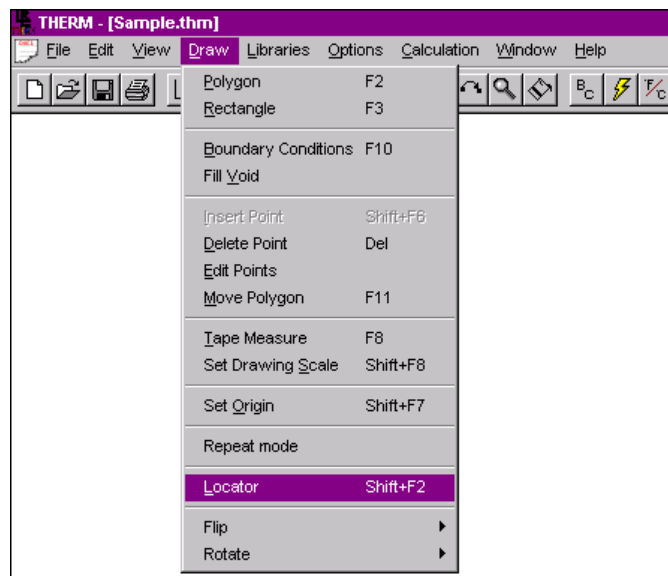 THERM - [Sample.thm]
File Edit View Draw Libraries Options Calculation Window Help
BC °F/°C
Polygon F2
Rectangle F3
Boundary Conditions F10
Fill Void
Insert Point Shift+F6
Delete Point Del
Edit Points
Move Polygon F11
Tape Measure F8
Set Drawing Scale Shift+F8
Set Origin Shift+F7
Repeat mode
Locator Shift+F2
Flip
Rotate